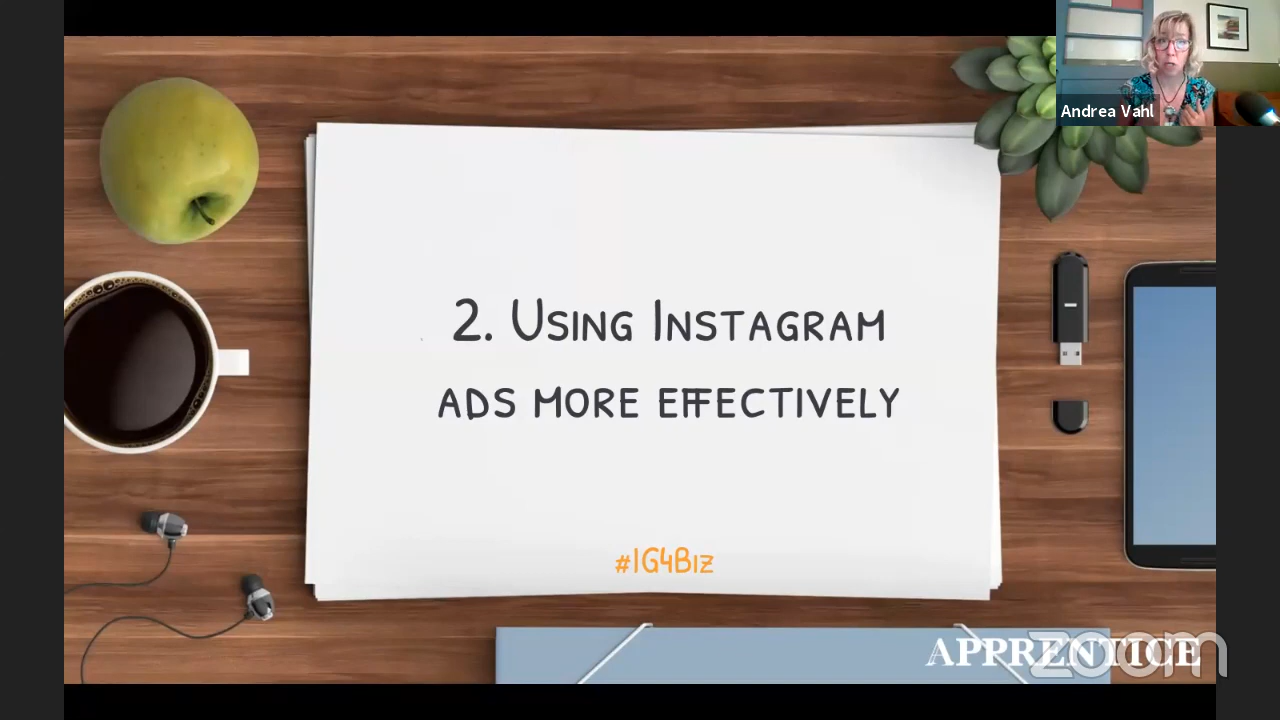 Andrea Vahl
2. Using Instagram
ads more effectively
#IG4Biz
APPRENTICE
zoom